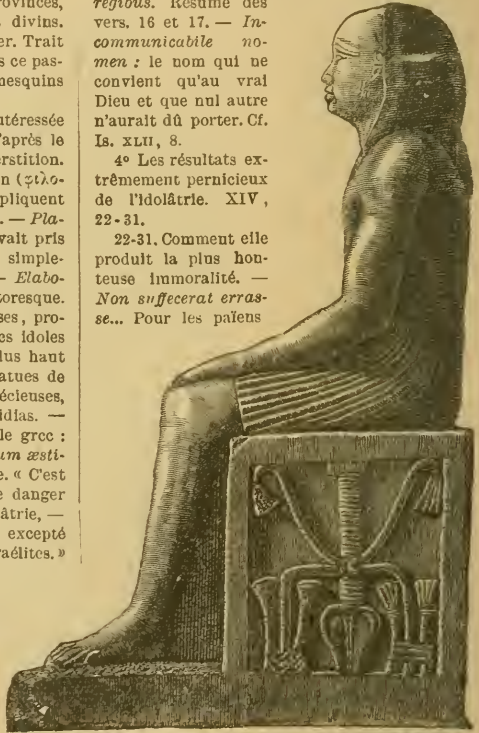 rovinces,
divins.
er. Trait
s ce pas-
nesquins
ntéressée
'après le
rstition.
n (φιλο-
pliquent
. — Pla-
vait pris
simple-
- Elabo-
toresque.
ses, pro-
es idoles
lus haut
atues de
écieuses,
idias. —
le grec :
um æsti-
e. « C'est
e danger
âtrie, —
excepté
raélites. »
regibus. Résumé des
vers. 16 et 17. — In-
communicabile no-
men : le nom qui ne
convient qu'au vrai
Dieu et que nul autre
n'aurait dû porter. Cf.
Is. XLII, 8.
4° Les résultats ex-
trêmement pernicieux
de l'idolâtrie. XIV,
22-31.
22-31. Comment elle
produit la plus hon-
teuse immoralité. —
Non suffecerat erras-
se... Pour les païens